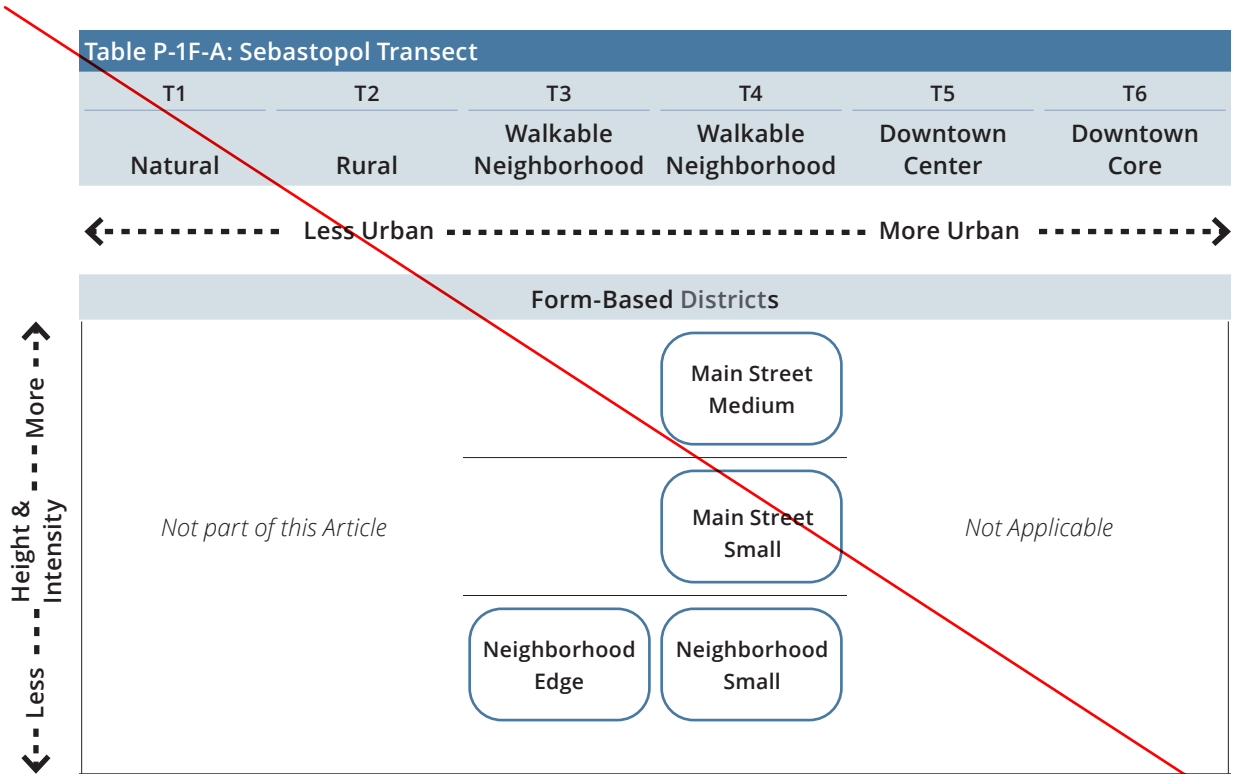 Table P-1F-A: Sebastopol Transect
T1 T2 T3 T4 T5 T6
Walkable Walkable Downtown Downtown
Natural Rural Neighborhood Neighborhood Center Core
Less Urban More Urban
Form-Based Districts
Main Street
Medium
Main Street
Small
Not part of this Article
Not Applicable
Neighborhood
Edge
Neighborhood
Small
Less Height & More
Intensity